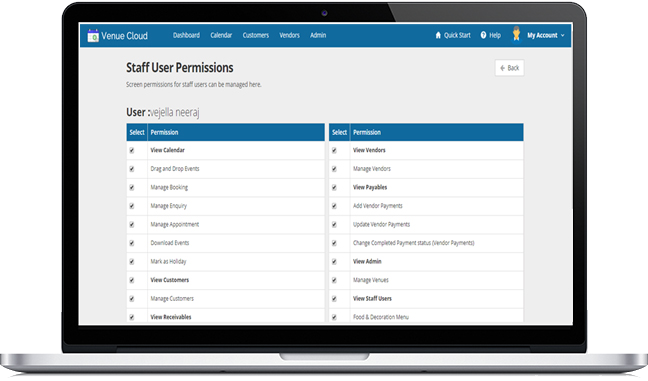 Venue Cloud Dashboard Calendar Customers Vendors Admin Quick Start Help My Account
Staff User Permissions
Back
Screen permissions for staff users can be managed here.
User :vejella neeraj
Select Permission Select Permission
View Calendar View Vendors
Drag and Drop Events Manage Vendors
Manage Booking View Payables
Manage Enquiry Add Vendor Payments
Manage Appointment Update Vendor Payments
Download Events Change Completed Payment status (Vendor Payments)
Mark as Holiday View Admin
View Customers Manage Venues
Manage Customers View Staff Users
View Receivables Food & Decoration Menu